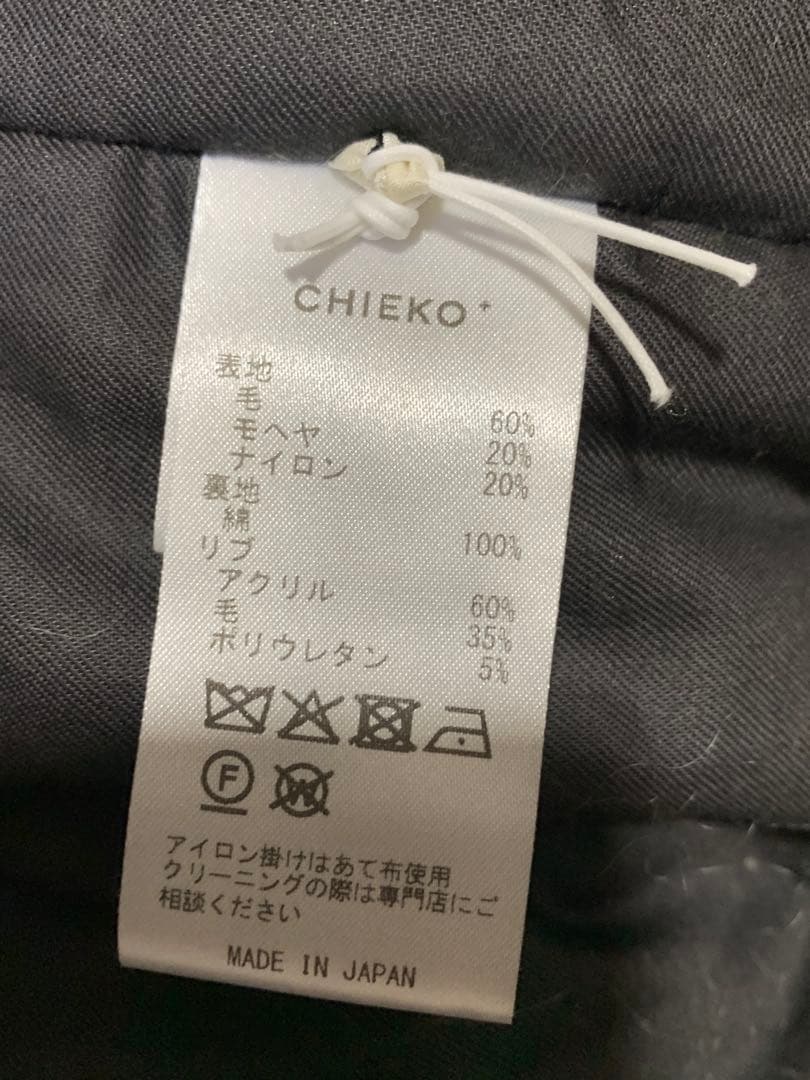 CHIEKO+
表地
毛 60%
モヘヤ 20%
ナイロン 20%
裏地
綿 100%
リブ
アクリル 60%
毛 35%
ポリウレタン 5%
F W
アイロン掛けはあて布使用
クリーニングの際は専門店にご
相談ください
MADE IN JAPAN